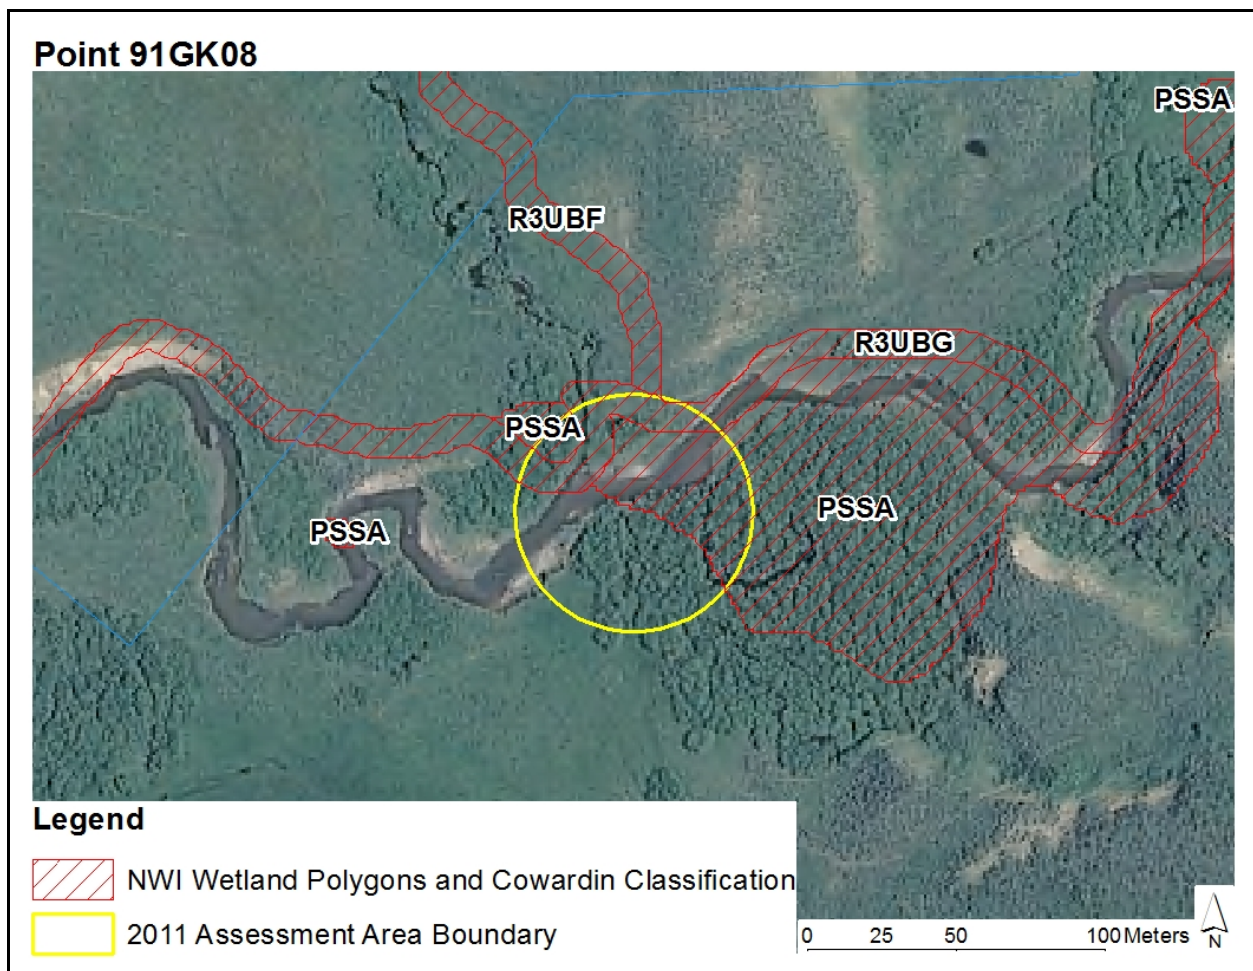 Point 91GK08
PSSA
R3UBF
R3UBG
PSSA
PSSA
PSSA
Legend
NWI Wetland Polygons and Cowardin Classification
2011 Assessment Area Boundary
0 25 50 100 Meters
N